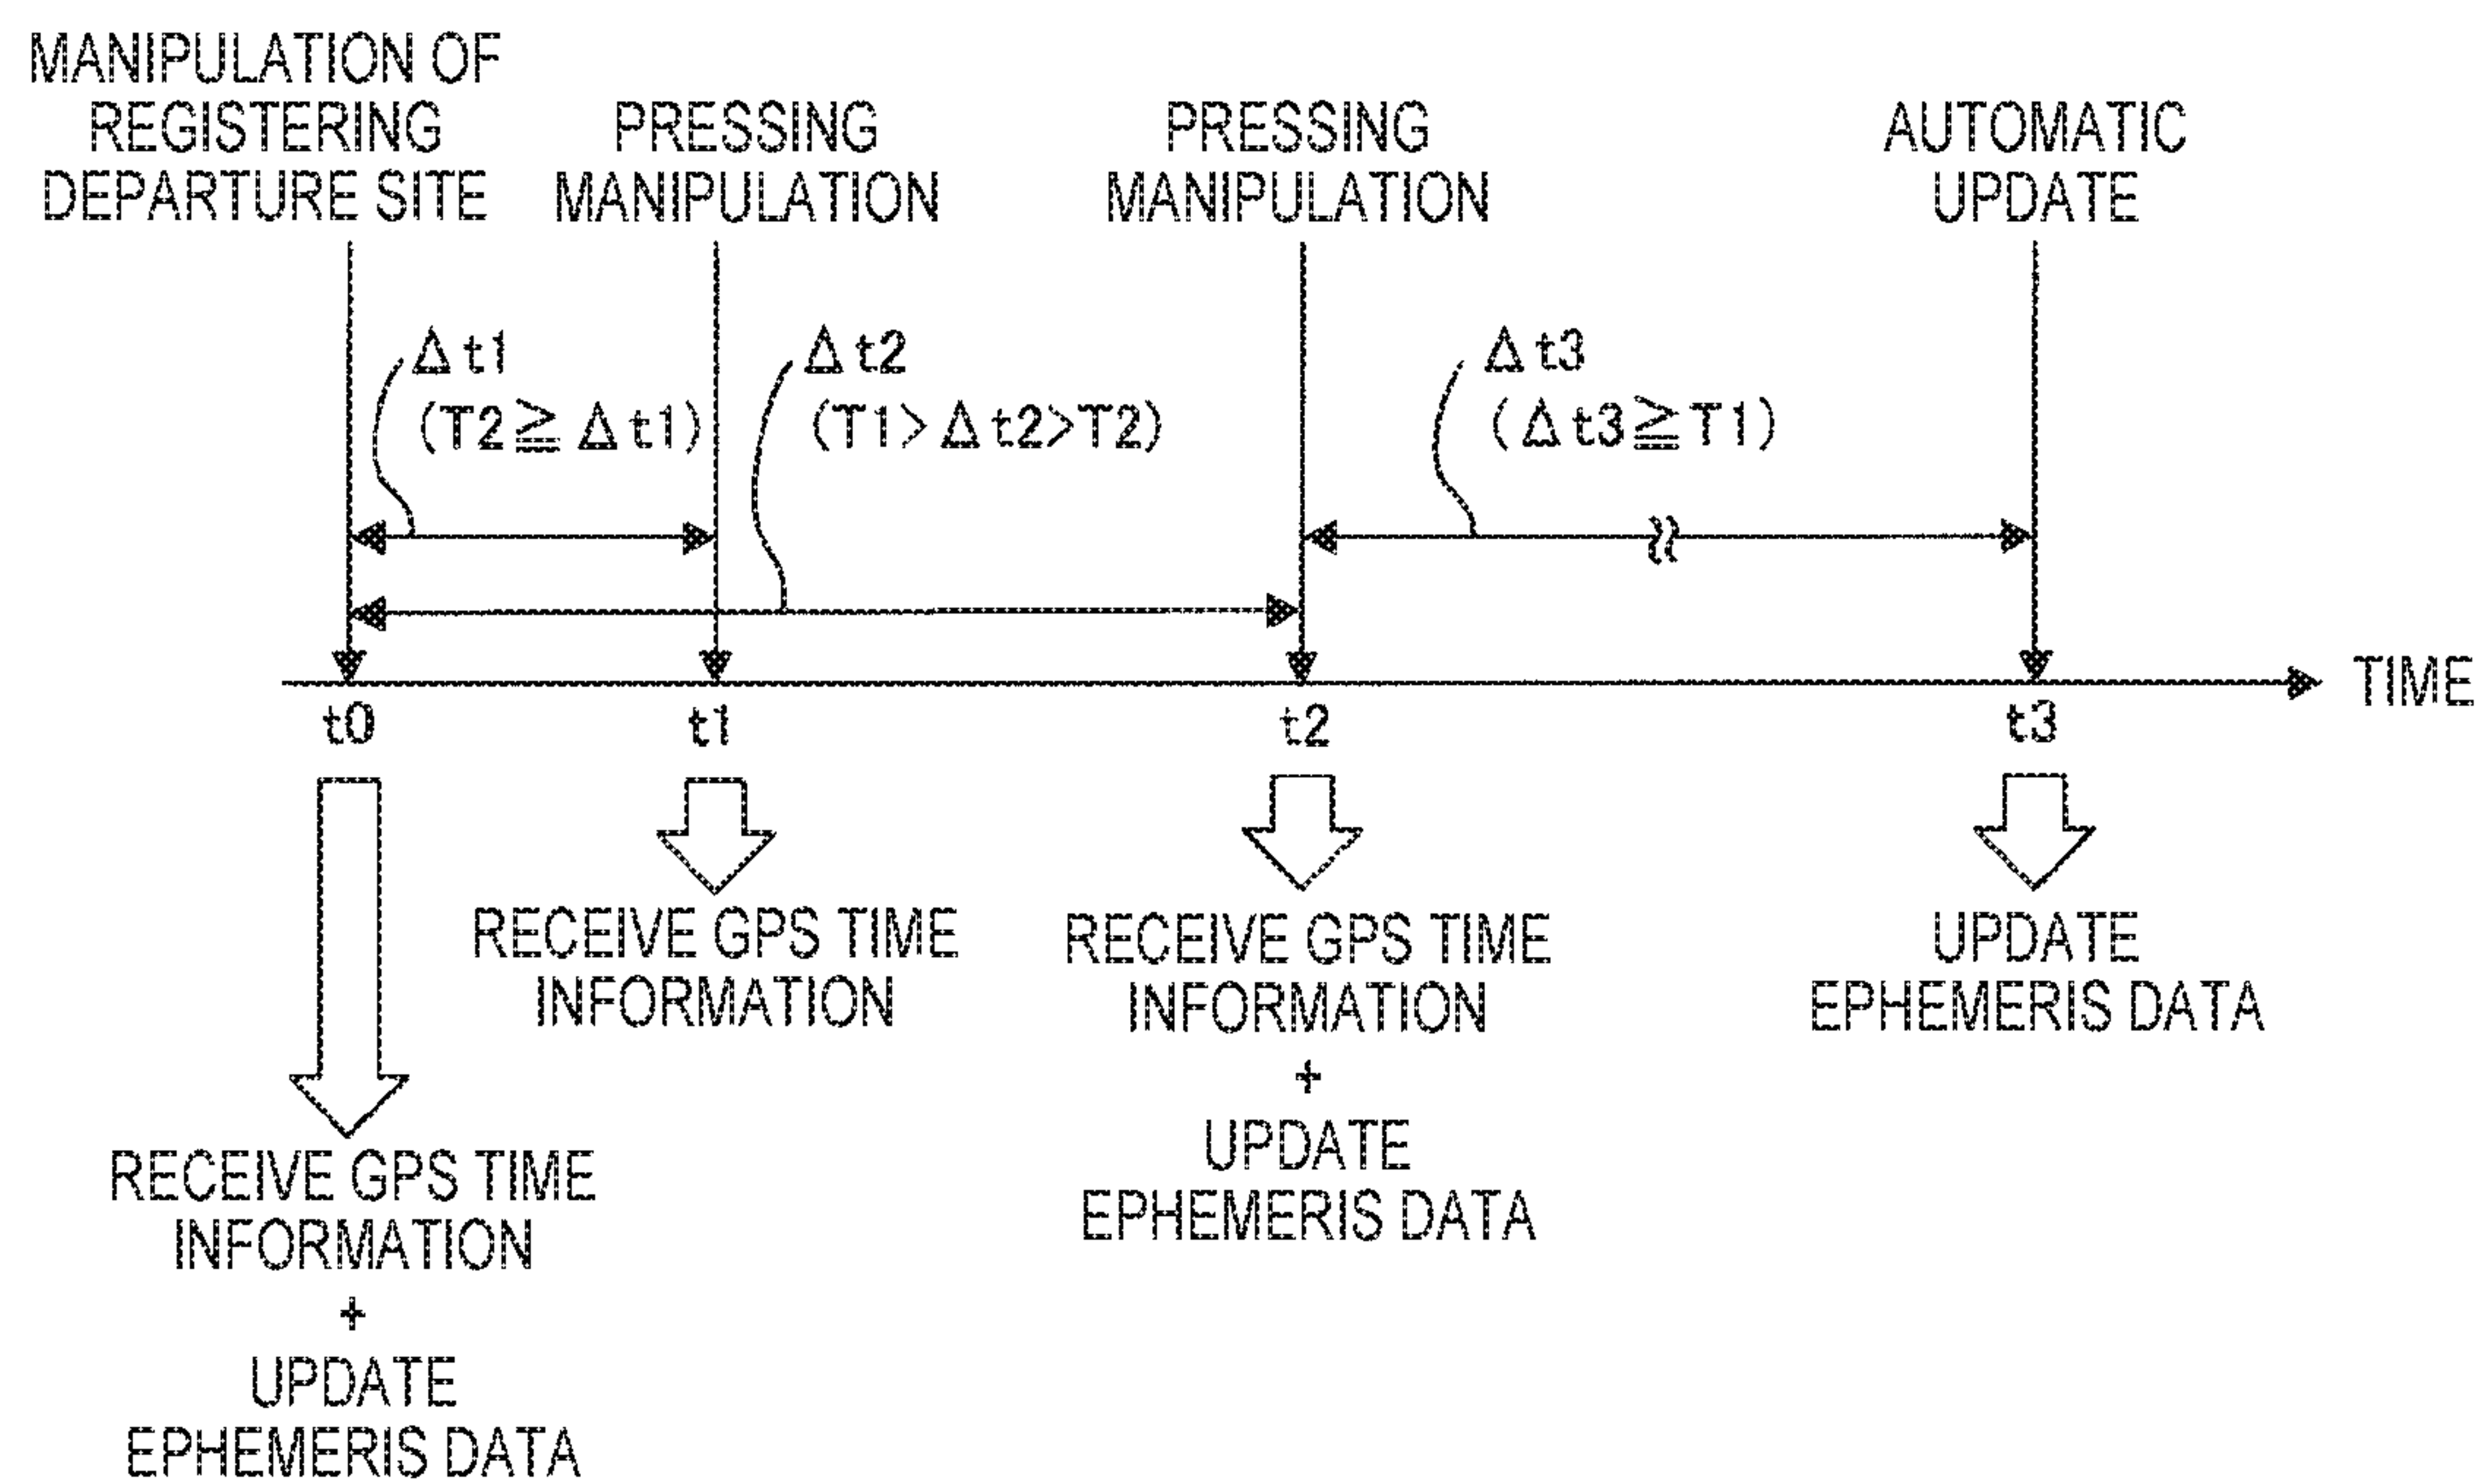 MANIPULATION OF
REGISTERING
DEPARTURE SITE
PRESSING
MANIPULATION
PRESSING
MANIPULATION
AUTOMATIC
UPDATE
Δt1
(T2≧Δt1)
Δt2
(T1>Δt2>T2)
Δt3
(Δt3≧T1)
TIME
t0
t1
t2
t3
RECEIVE GPS TIME
INFORMATION
+
UPDATE
EPHEMERIS DATA
RECEIVE GPS TIME
INFORMATION
RECEIVE GPS TIME
INFORMATION
+
UPDATE
EPHEMERIS DATA
UPDATE
EPHEMERIS DATA